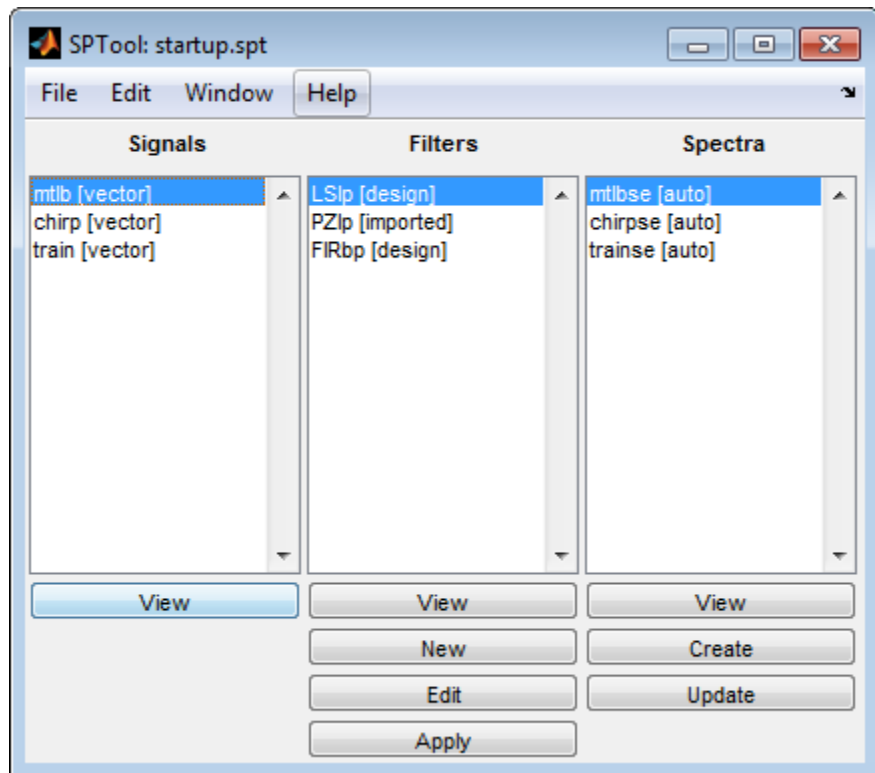 SPTool: startup.spt
File Edit Window Help
Signals
mtlb [vector]
chirp [vector]
train [vector]
View
Filters
LSlp [design]
PZlp [imported]
FIRbp [design]
View
New
Edit
Apply
Spectra
mtlbse [auto]
chirpse [auto]
trainse [auto]
View
Create
Update